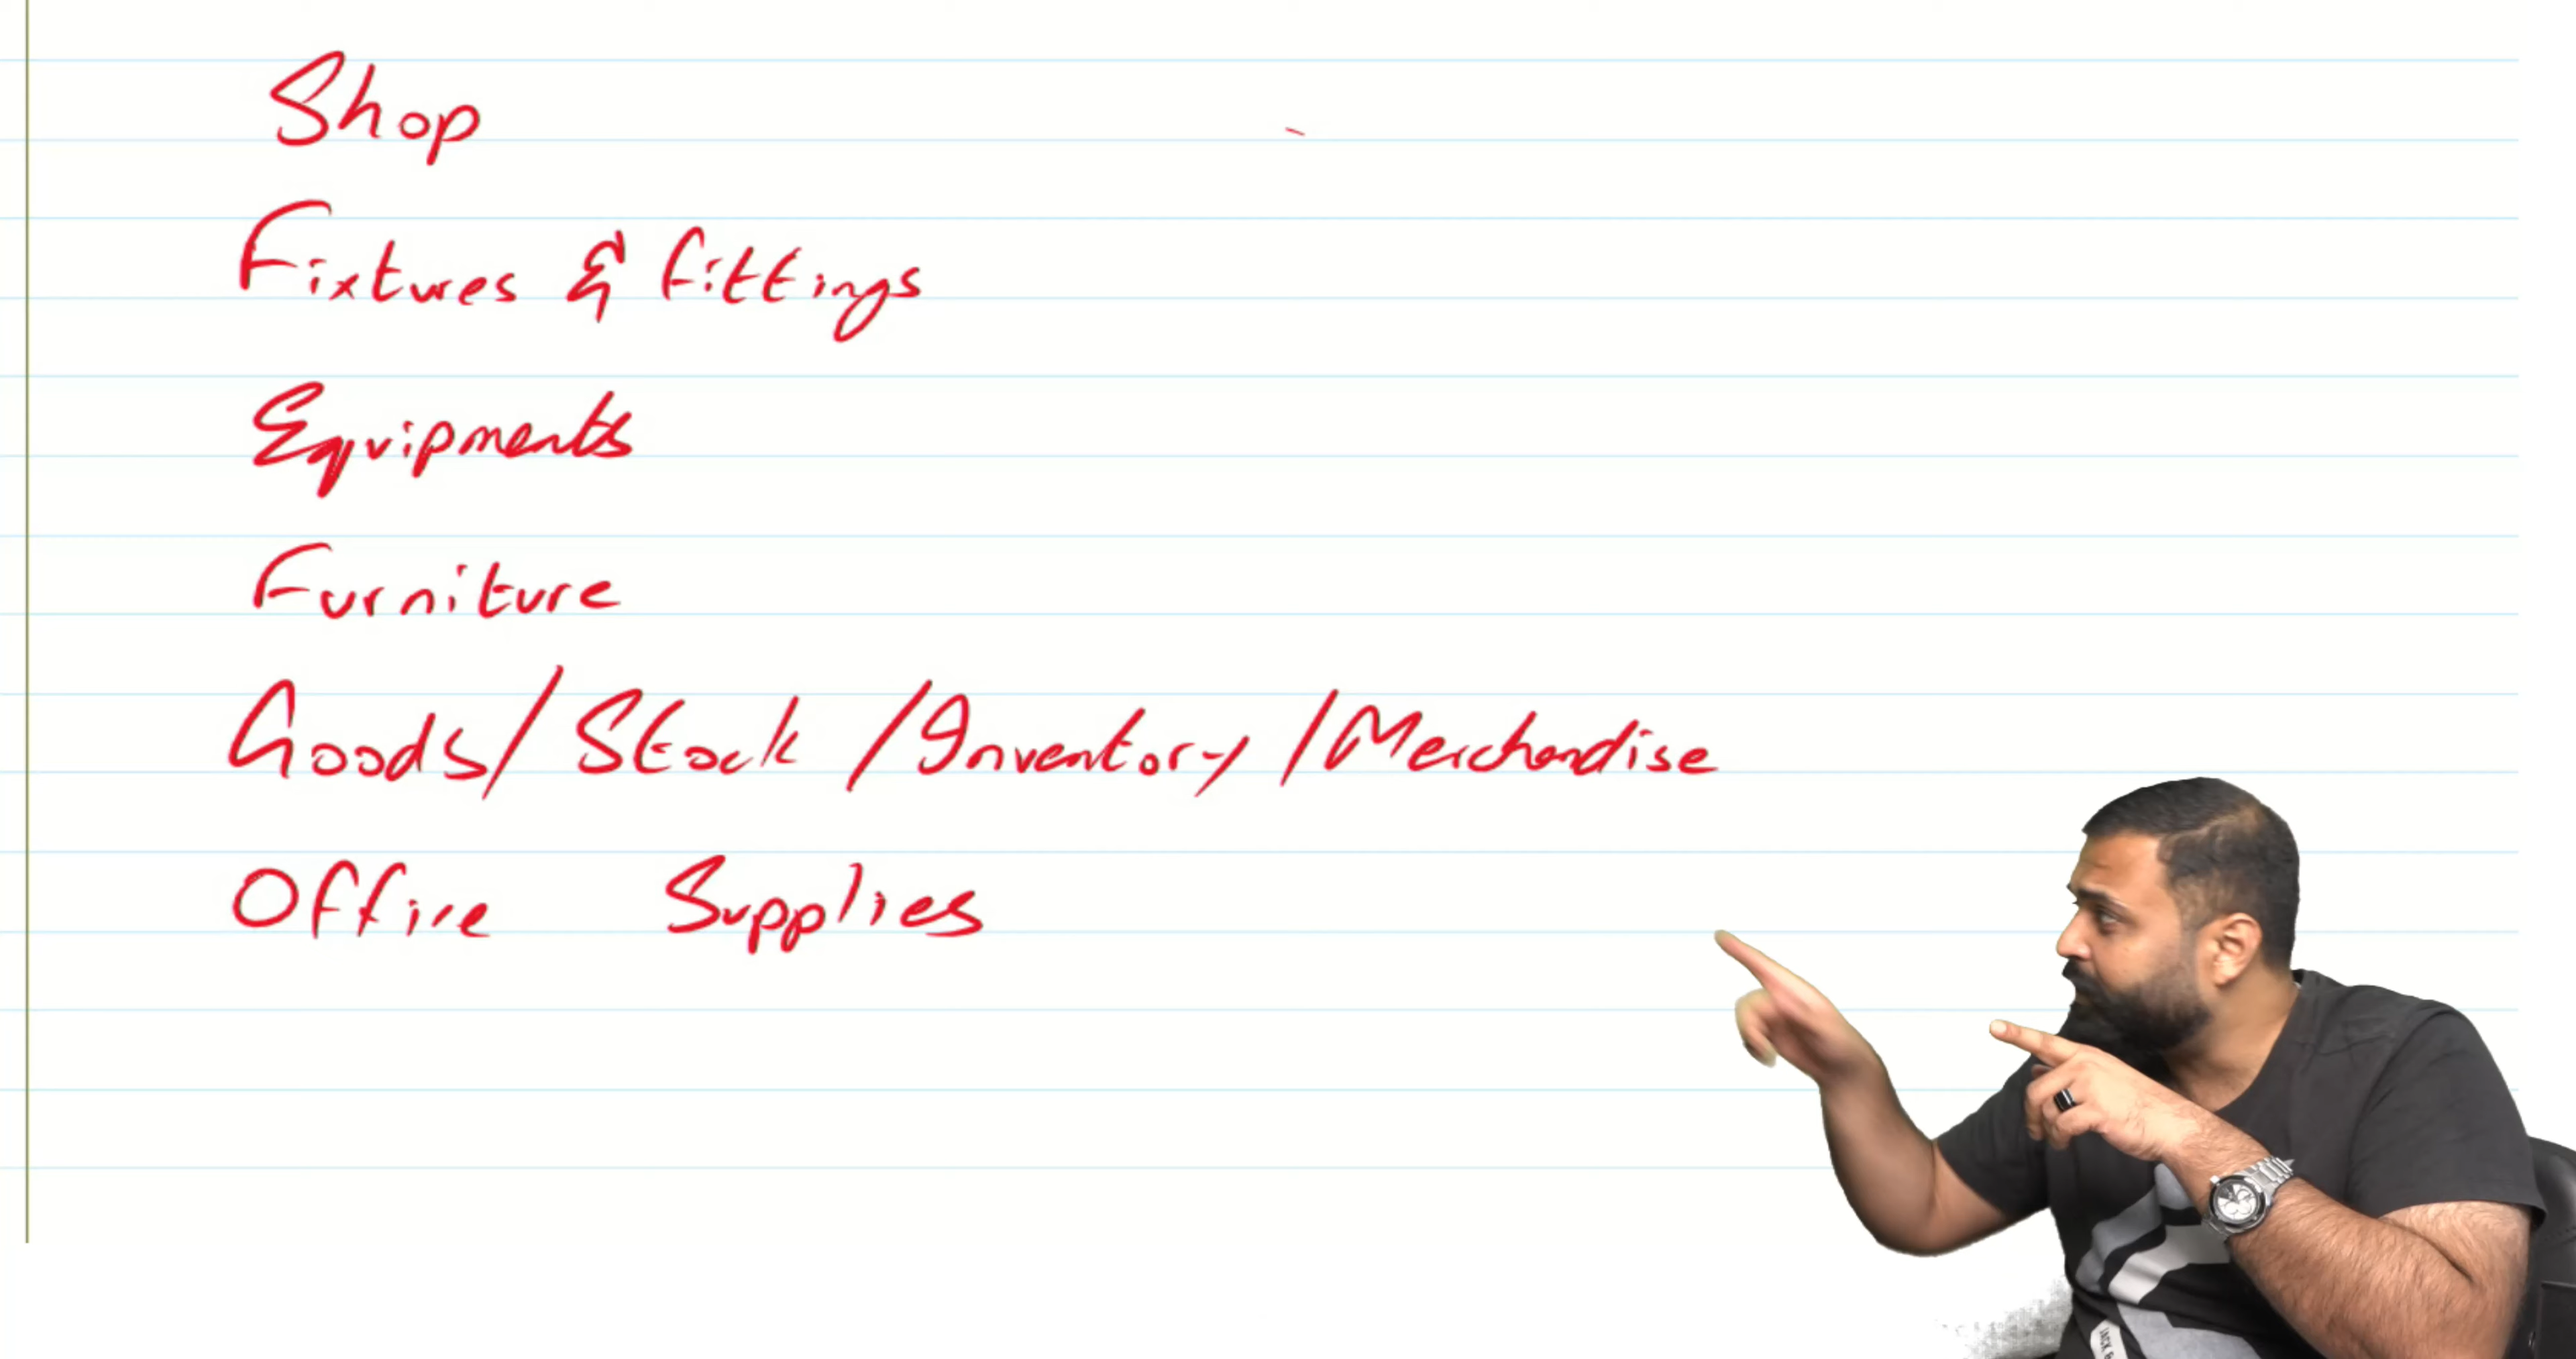 Shop
Fixtures & fittings
Equipments
Furniture
Goods/Stock/Inventory/Merchandise
Office Supplies